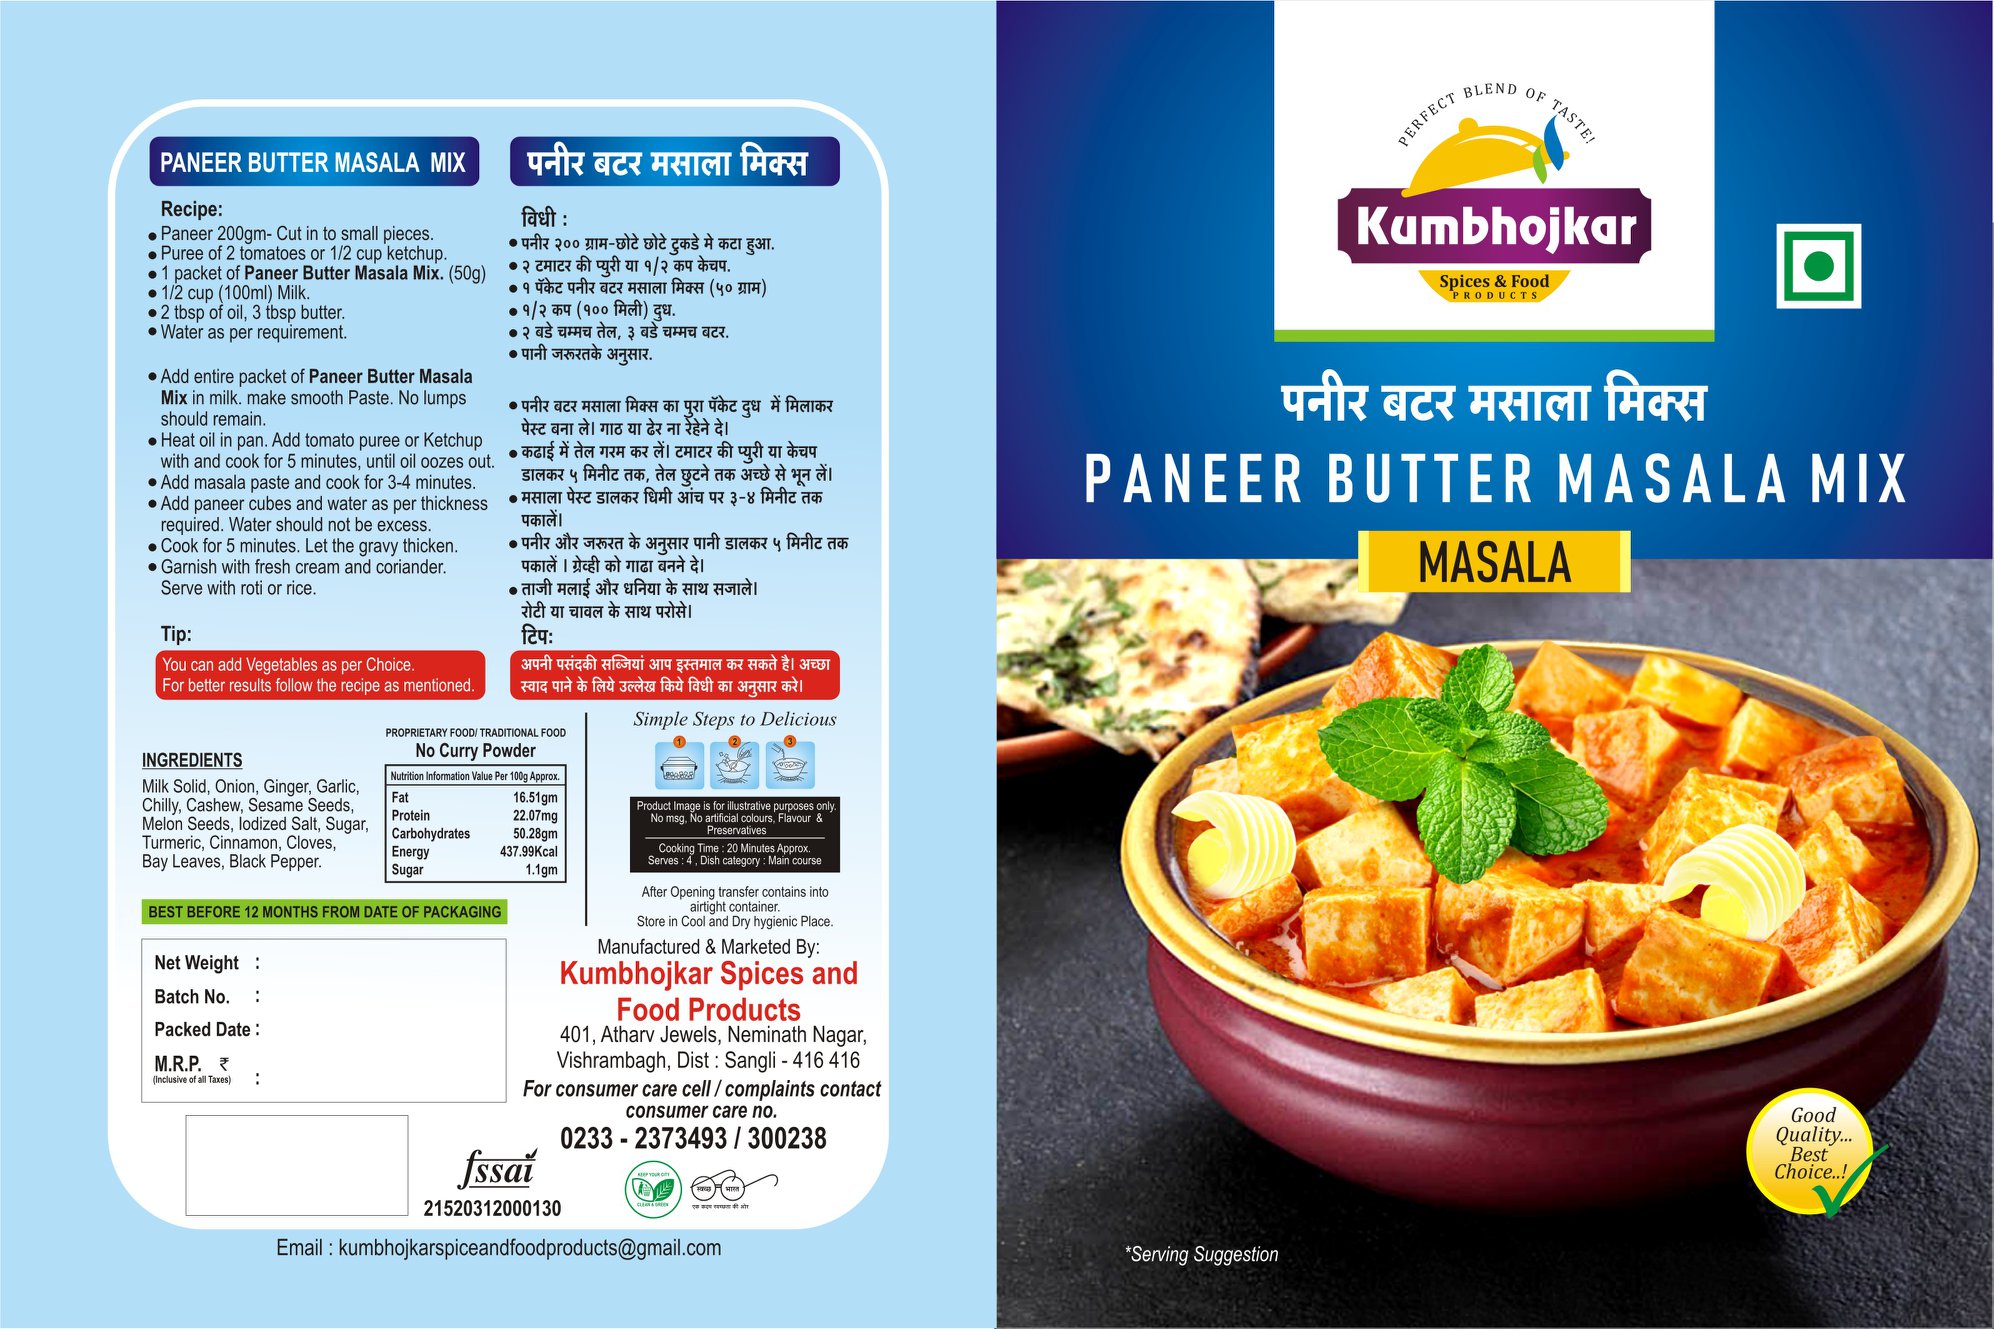 PANEER BUTTER MASALA MIX
Recipe:
● Paneer 200gm- Cut in to small pieces.
● Puree of 2 tomatoes or 1/2 cup ketchup.
● 1 packet of Paneer Butter Masala Mix. (50g)
● 1/2 cup (100ml) Milk.
● 2 tbsp of oil, 3 tbsp butter.
● Water as per requirement.
● Add entire packet of Paneer Butter Masala
Mix in milk. make smooth Paste. No lumps
should remain.
● Heat oil in pan. Add tomato puree or Ketchup
with and cook for 5 minutes, until oil oozes out.
● Add masala paste and cook for 3-4 minutes.
● Add paneer cubes and water as per thickness
required. Water should not be excess.
● Cook for 5 minutes. Let the gravy thicken.
● Garnish with fresh cream and coriander.
Serve with roti or rice.
Tip:
You can add Vegetables as per Choice.
For better results follow the recipe as mentioned.
पनीर बटर मसाला मिक्स
विधी :
● पनीर २०० ग्राम-छोटे छोटे टुकडे मे कटा हुआ.
● २ टमाटर की प्युरी या १/२ कप केचप.
● १ पॅकेट पनीर बटर मसाला मिक्स (५० ग्राम)
● १/२ कप (१०० मिली) दुध.
● २ बडे चम्मच तेल, ३ बडे चम्मच बटर.
● पानी जरूरतके अनुसार.
● पनीर बटर मसाला मिक्स का पुरा पॅकेट दुध में मिलाकर
पेस्ट बना ले। गाठ या ढेर ना रेहेने दे।
● कढाई में तेल गरम कर लें। टमाटर की प्युरी या केचप
डालकर ५ मिनीट तक, तेल छुटने तक अच्छे से भून लें।
● मसाला पेस्ट डालकर धिमी आंच पर ३-४ मिनीट तक
पकालें।
● पनीर और जरूरत के अनुसार पानी डालकर ५ मिनीट तक
पकालें । ग्रेव्ही को गाढा बनने दे।
● ताजी मलाई और धनिया के साथ सजाले।
रोटी या चावल के साथ परोसे।
टिप:
अपनी पसंदकी सब्जियां आप इस्तमाल कर सकते है। अच्छा
स्वाद पाने के लिये उल्लेख किये विधी का अनुसार करे।
INGREDIENTS
Milk Solid, Onion, Ginger, Garlic,
Chilly, Cashew, Sesame Seeds,
Melon Seeds, Iodized Salt, Sugar,
Turmeric, Cinnamon, Cloves,
Bay Leaves, Black Pepper.
PROPRIETARY FOOD/ TRADITIONAL FOOD
No Curry Powder
Nutrition Information Value Per 100g Approx.
Fat 16.51gm
Protein 22.07mg
Carbohydrates 50.28gm
Energy 437.99Kcal
Sugar 1.1gm
Simple Steps to Delicious
1 2 3
Product Image is for illustrative purposes only.
No msg, No artificial colours, Flavour &
Preservatives
Cooking Time : 20 Minutes Approx.
Serves : 4 , Dish category : Main course
After Opening transfer contains into
airtight container.
Store in Cool and Dry hygienic Place.
BEST BEFORE 12 MONTHS FROM DATE OF PACKAGING
Net Weight :
Batch No. :
Packed Date :
M.R.P. ₹
(Inclusive of all Taxes) :
Manufactured & Marketed By:
Kumbhojkar Spices and
Food Products
401, Atharv Jewels, Neminath Nagar,
Vishrambagh, Dist : Sangli - 416 416
For consumer care cell / complaints contact
consumer care no.
0233 - 2373493 / 300238
fssai
21520312000130
KEEP YOUR CITY
CLEAN & GREEN
स्वच्छ भारत
एक कदम स्वच्छता की ओर
Email : kumbhojkarspiceandfoodproducts@gmail.com
PERFECT BLEND OF TASTE!
Kumbhojkar
Spices & Food
PRODUCTS
पनीर बटर मसाला मिक्स
PANEER BUTTER MASALA MIX
MASALA
Good
Quality...
Best
Choice..!
*Serving Suggestion